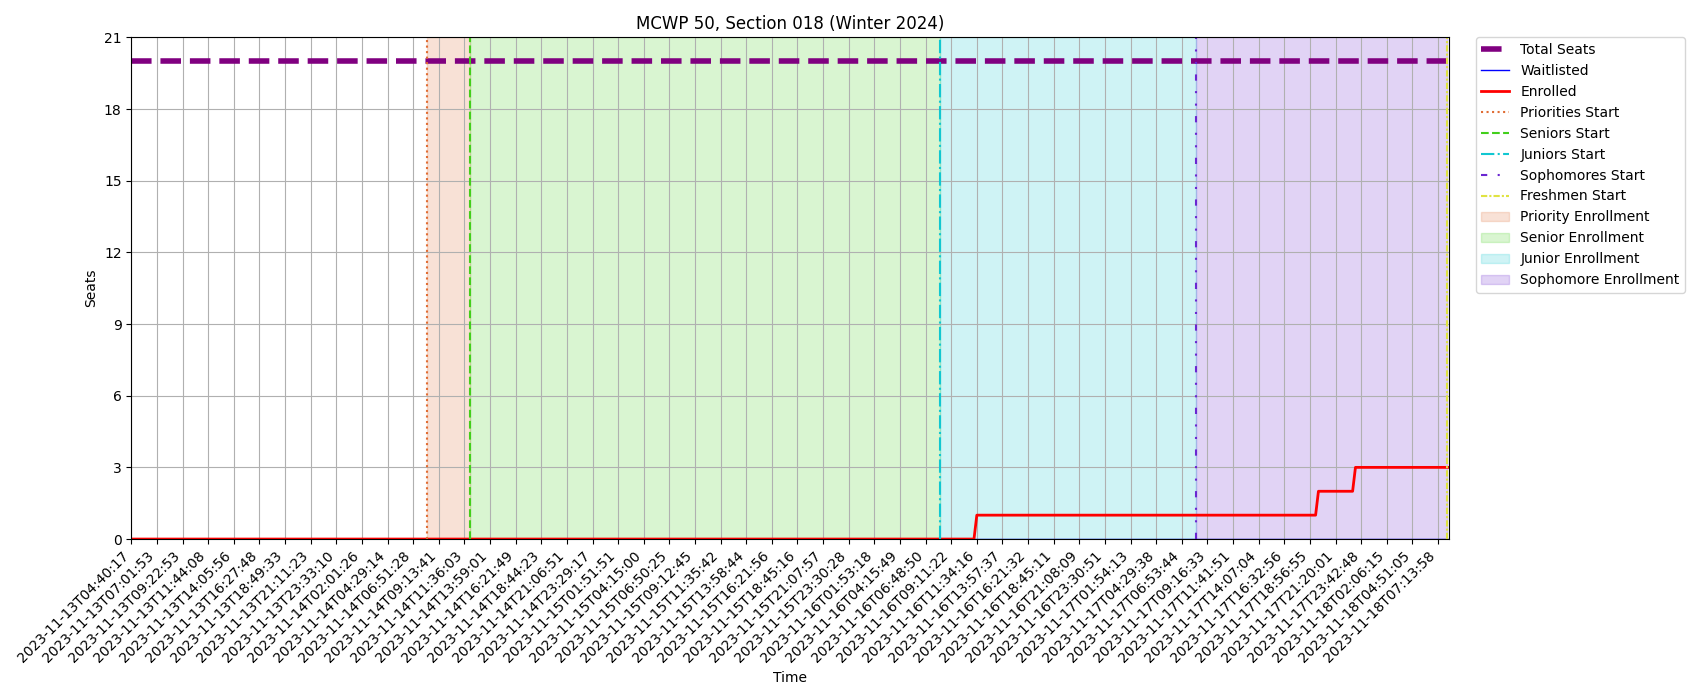 MCWP 50, Section 018 (Winter 2024)
21
18
15
12
9
6
3
0
Seats
2023-11-13T04:40:17
2023-11-13T07:01:53
2023-11-13T09:22:53
2023-11-13T11:44:08
2023-11-13T14:05:56
2023-11-13T16:27:48
2023-11-13T18:49:33
2023-11-13T21:11:23
2023-11-13T23:33:10
2023-11-14T02:01:26
2023-11-14T04:29:14
2023-11-14T06:51:28
2023-11-14T09:13:41
2023-11-14T11:36:03
2023-11-14T13:59:01
2023-11-14T16:21:49
2023-11-14T18:44:23
2023-11-14T21:06:51
2023-11-14T23:29:17
2023-11-15T01:51:51
2023-11-15T04:15:00
2023-11-15T06:50:25
2023-11-15T09:12:45
2023-11-15T11:35:42
2023-11-15T13:58:44
2023-11-15T16:21:56
2023-11-15T18:45:16
2023-11-15T21:07:57
2023-11-15T23:30:28
2023-11-16T01:53:18
2023-11-16T04:15:49
2023-11-16T06:48:50
2023-11-16T09:11:22
2023-11-16T11:34:16
2023-11-16T13:57:37
2023-11-16T16:21:32
2023-11-16T18:45:11
2023-11-16T21:08:09
2023-11-16T23:30:51
2023-11-17T01:54:13
2023-11-17T04:29:38
2023-11-17T06:53:44
2023-11-17T09:16:33
2023-11-17T11:41:51
2023-11-17T14:07:04
2023-11-17T16:32:56
2023-11-17T18:56:55
2023-11-17T21:20:01
2023-11-17T23:42:48
2023-11-18T02:06:15
2023-11-18T04:51:05
2023-11-18T07:13:58
Time
Total Seats
Waitlisted
Enrolled
Priorities Start
Seniors Start
Juniors Start
Sophomores Start
Freshmen Start
Priority Enrollment
Senior Enrollment
Junior Enrollment
Sophomore Enrollment